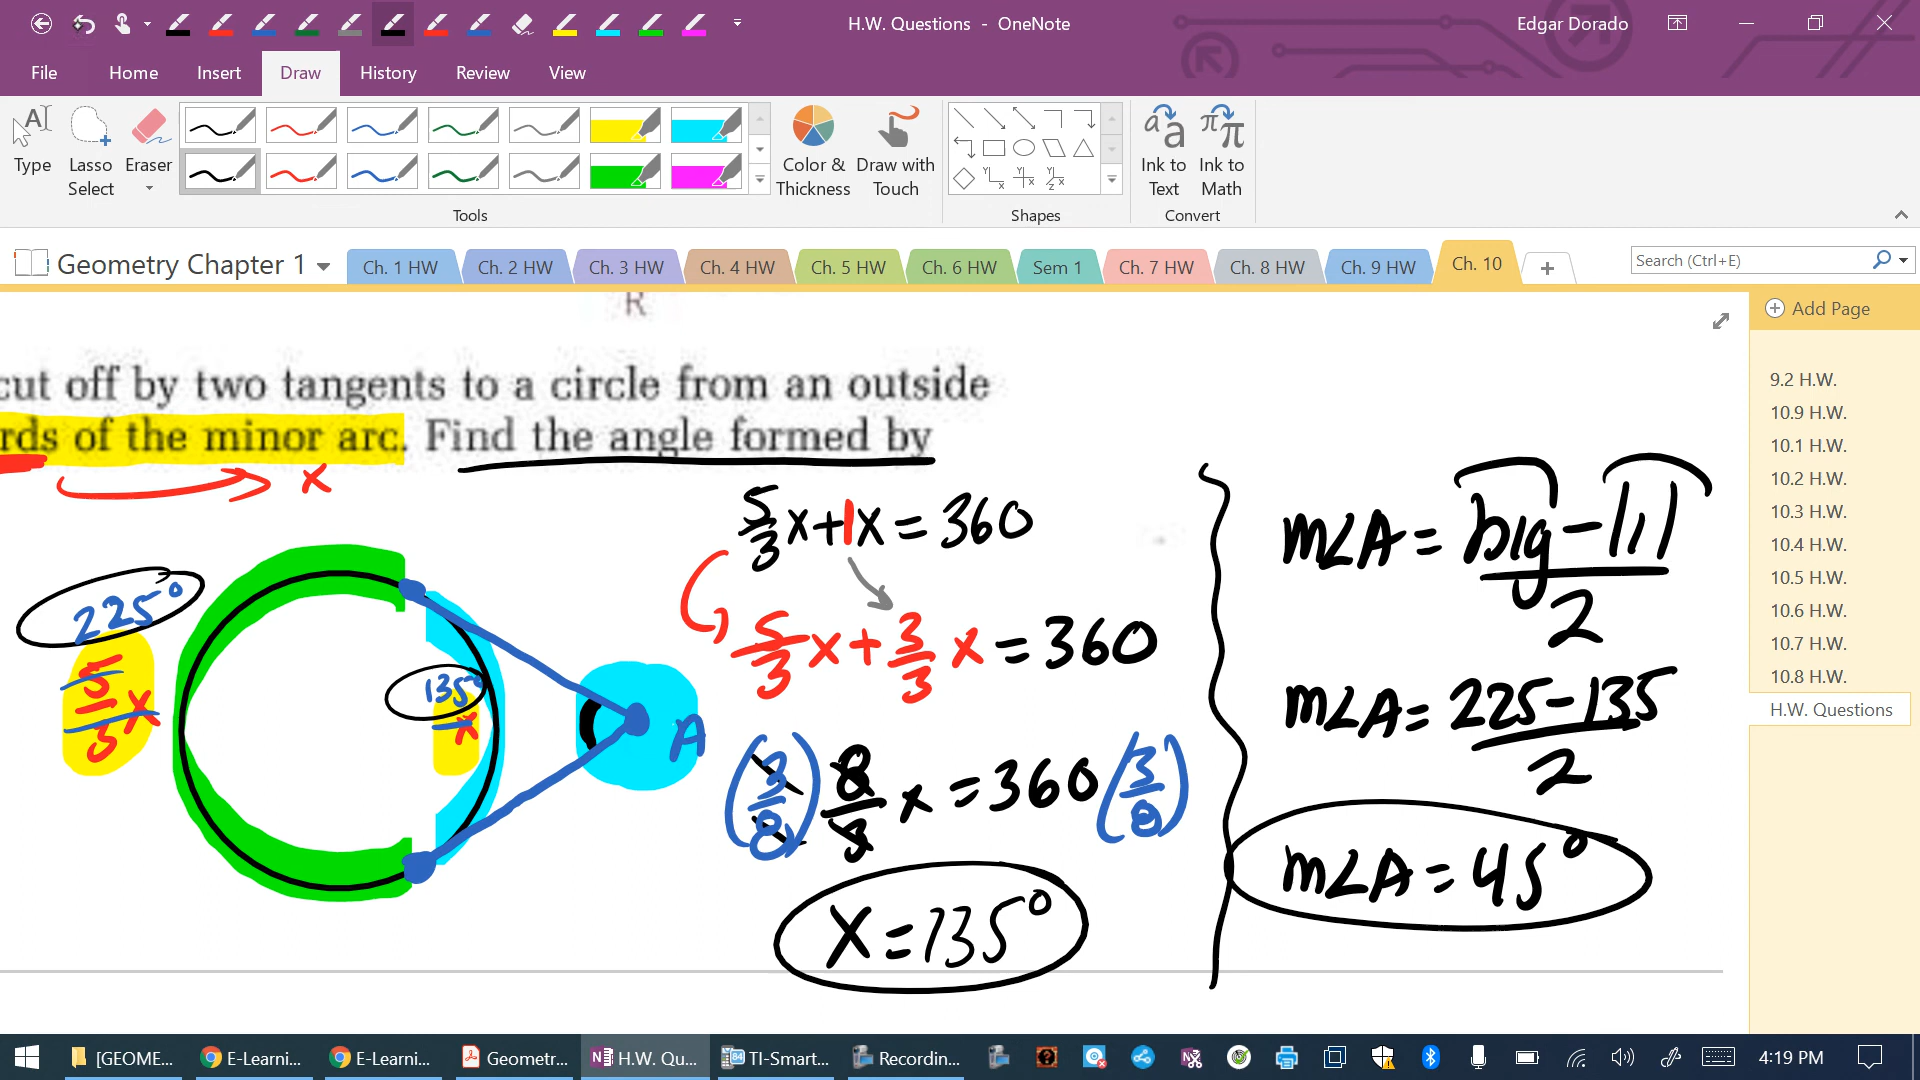 H.W. Questions - OneNote
Edgar Dorado
File Home Insert Draw History Review View
Type
Lasso Select
Eraser
Color & Thickness
Draw with Touch
Ink to Text
Ink to Math
Tools
Shapes
Convert
Geometry Chapter 1
Ch. 1 HW
Ch. 2 HW
Ch. 3 HW
Ch. 4 HW
Ch. 5 HW
Ch. 6 HW
Sem 1
Ch. 7 HW
Ch. 8 HW
Ch. 9 HW
Ch. 10
Search (Ctrl+E)
Add Page
9.2 H.W.
10.9 H.W.
10.1 H.W.
10.2 H.W.
10.3 H.W.
10.4 H.W.
10.5 H.W.
10.6 H.W.
10.7 H.W.
10.8 H.W.
H.W. Questions
R
cut off by two tangents to a circle from an outside
rds of the minor arc. Find the angle formed by
x
225°
5/3 x
135°
x
A
5/3 x + 1x = 360
5/3 x + 3/3 x = 360
(3/8) 8/3 x = 360 (3/8)
x = 135°
m∠A = big - lil / 2
m∠A = 225 - 135 / 2
m∠A = 45°
[GEOME...
E-Learni...
E-Learni...
Geometr...
H.W. Qu...
TI-Smart...
Recordin...
4:19 PM